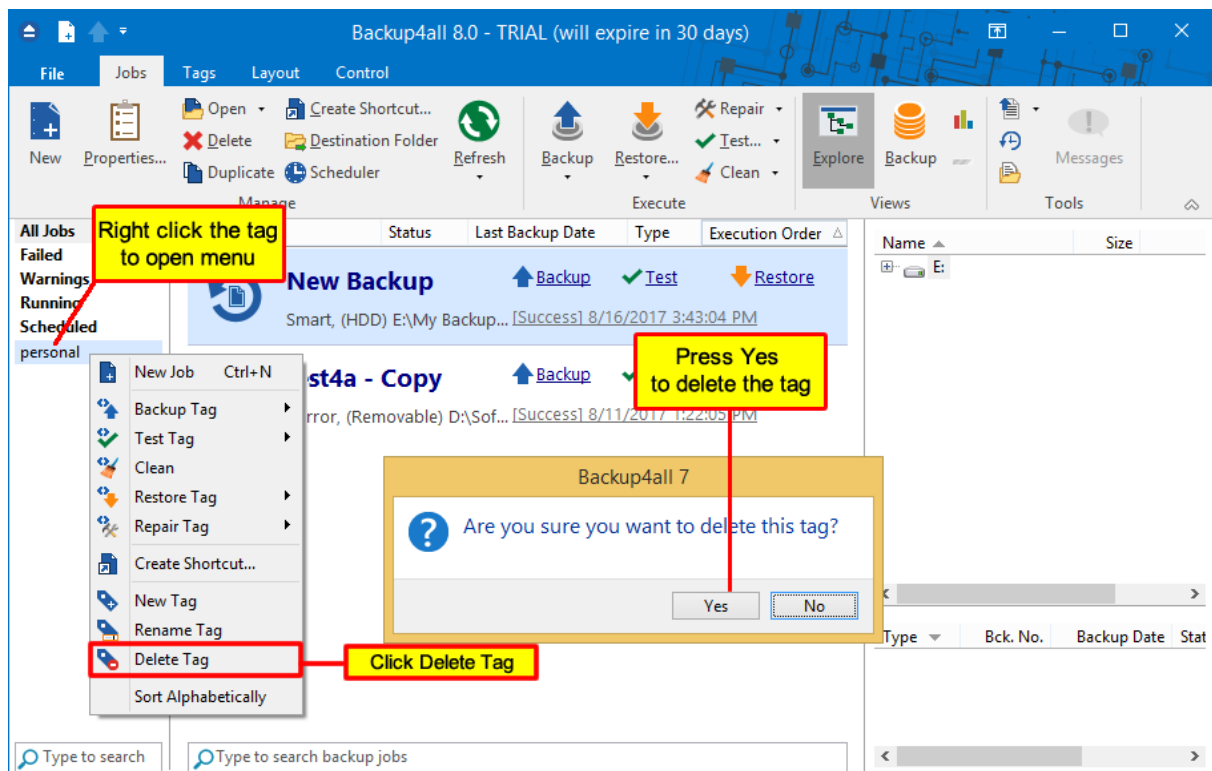 Backup4all 8.0 - TRIAL (will expire in 30 days)
File Jobs Tags Layout Control
New
Properties...
Open
Delete
Duplicate
Create Shortcut...
Destination Folder
Scheduler
Manage
Refresh
Backup
Restore...
Repair
Test...
Clean
Execute
Explore
Backup
Views
Messages
Tools
All Jobs
Failed
Warnings
Running
Scheduled
personal
Right click the tag
to open menu
Status Last Backup Date Type Execution Order
New Backup Backup Test Restore
Smart, (HDD) E:\My Backup... [Success] 8/16/2017 3:43:04 PM
st4a - Copy Backup
rror, (Removable) D:\Sof... [Success] 8/11/2017 1:22:05 PM
Press Yes
to delete the tag
New Job Ctrl+N
Backup Tag
Test Tag
Clean
Restore Tag
Repair Tag
Create Shortcut...
New Tag
Rename Tag
Delete Tag
Sort Alphabetically
Click Delete Tag
Backup4all 7
Are you sure you want to delete this tag?
Yes No
Name Size
E:
Type Bck. No. Backup Date Stat
Type to search
Type to search backup jobs